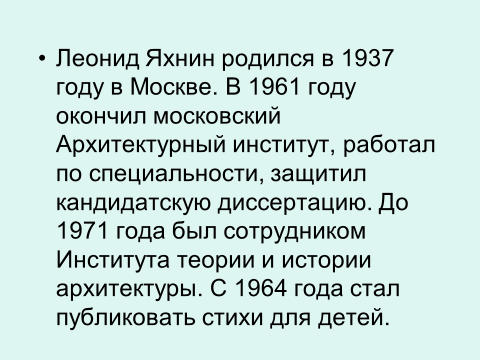 • Леонид Яхнин родился в 1937
году в Москве. В 1961 году
окончил московский
Архитектурный институт, работал
по специальности, защитил
кандидатскую диссертацию. До
1971 года был сотрудником
Института теории и истории
архитектуры. С 1964 года стал
публиковать стихи для детей.